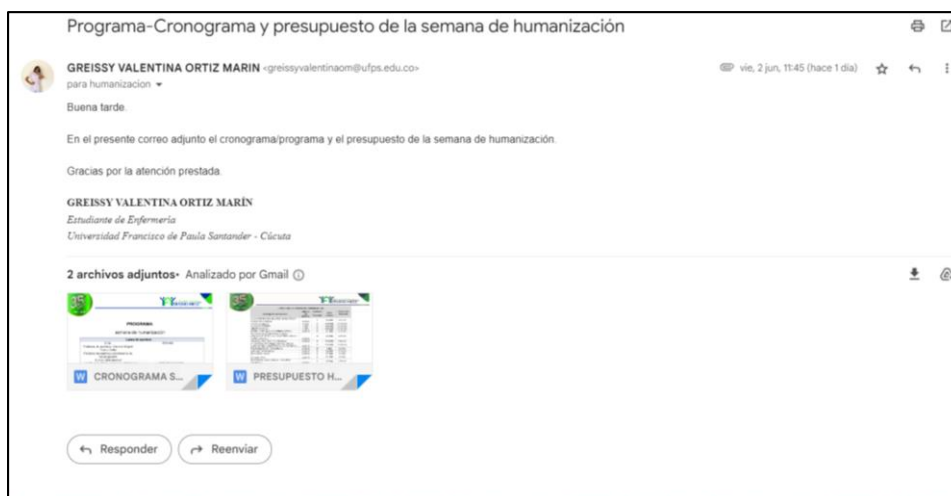 Programa-Cronograma y presupuesto de la semana de humanización
GREISSY VALENTINA ORTIZ MARIN <greissyvalentinaom@ufps.edu.co>
vie, 2 jun, 11:45 (hace 1 día)
para humanizacion
Buena tarde.
En el presente correo adjunto el cronograma/programa y el presupuesto de la semana de humanización.
Gracias por la atención prestada.
GREISSY VALENTINA ORTIZ MARÍN
Estudiante de Enfermería
Universidad Francisco de Paula Santander - Cúcuta
2 archivos adjuntos• Analizado por Gmail
PROGRAMA
semana de humanización
W CRONOGRAMA S...
W PRESUPUESTO H...
Responder
Reenviar